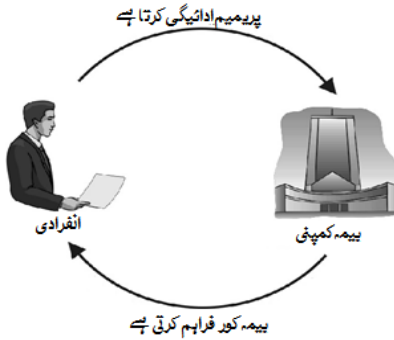 پریمیم ادائیگی کرتا ہے
انفرادی
بیمہ کمپنی
بیمہ کور فراہم کرتی ہے